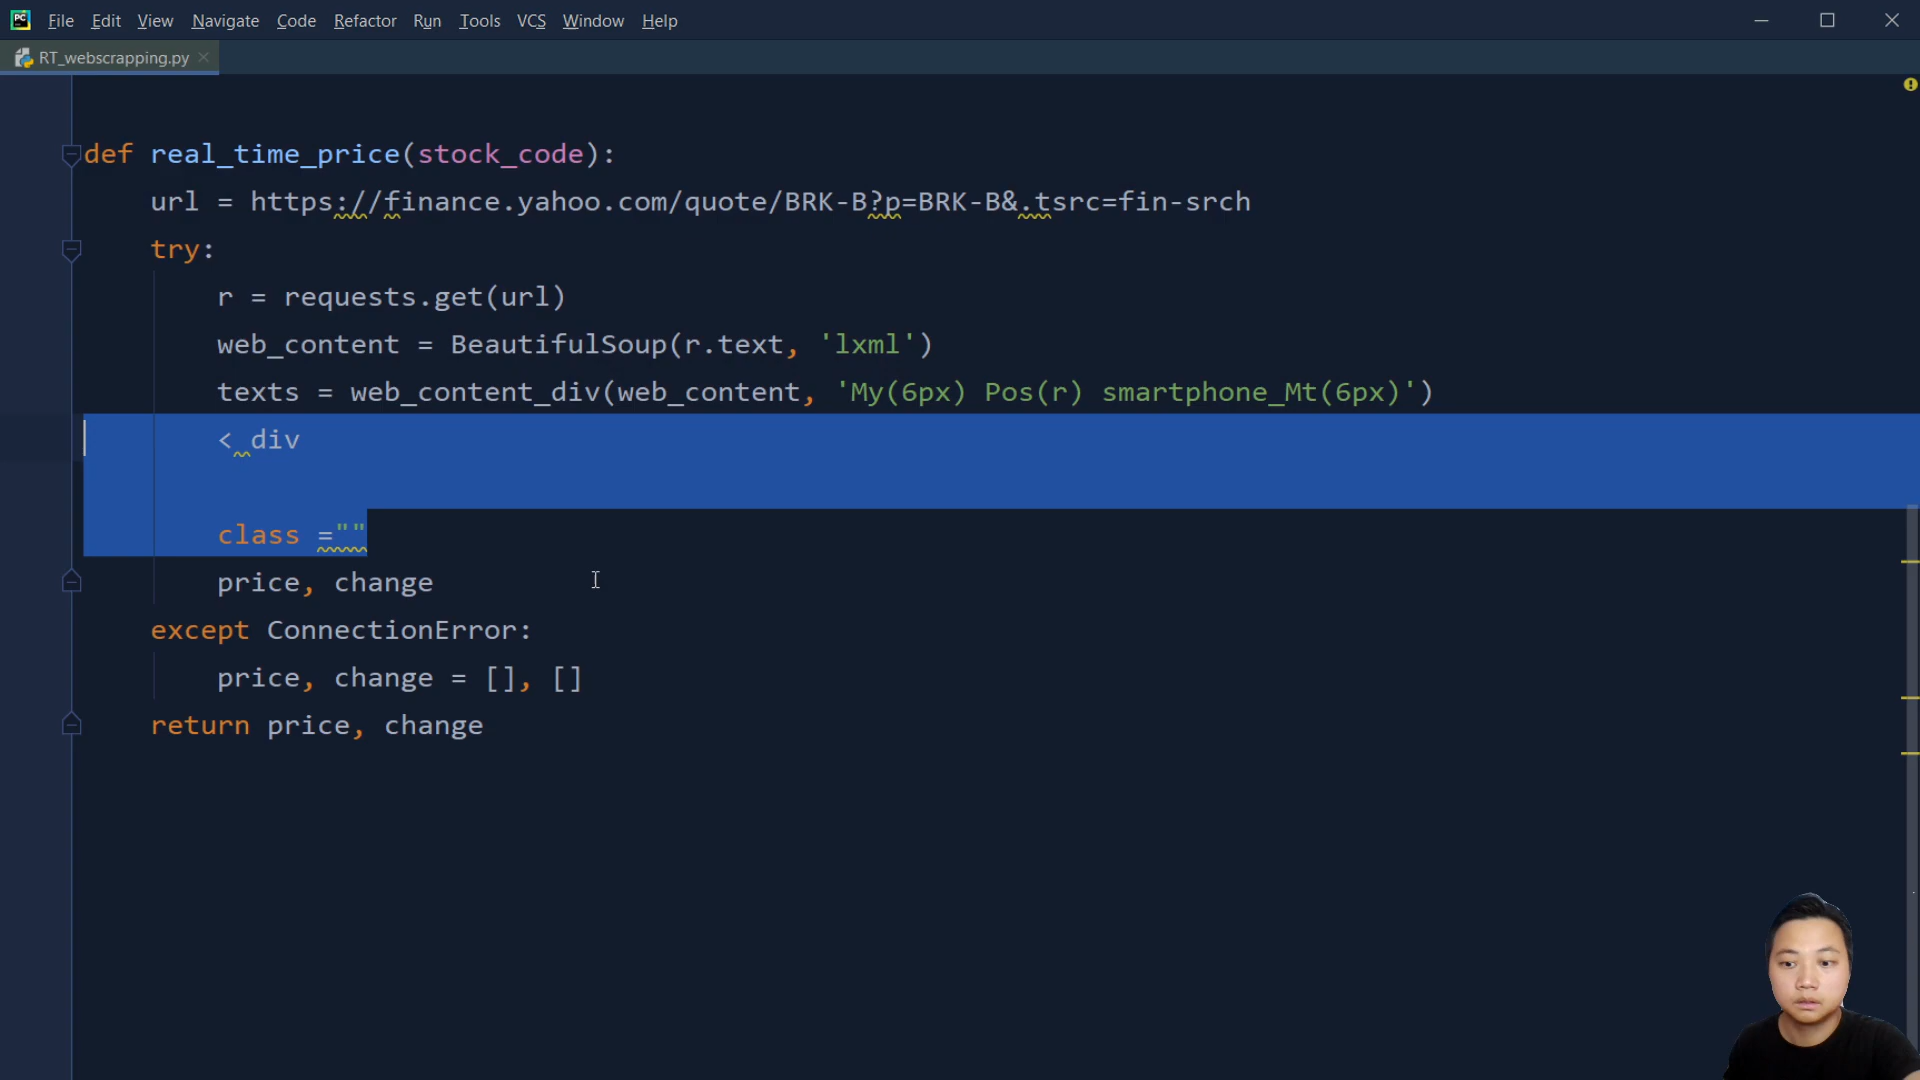 PC File Edit View Navigate Code Refactor Run Tools VCS Window Help
RT_webscrapping.py
def real_time_price(stock_code):
url = https://finance.yahoo.com/quote/BRK-B?p=BRK-B&.tsrc=fin-srch
try:
r = requests.get(url)
web_content = BeautifulSoup(r.text, 'lxml')
texts = web_content_div(web_content, 'My(6px) Pos(r) smartphone_Mt(6px)')
< div
class =""
price, change
except ConnectionError:
price, change = [], []
return price, change